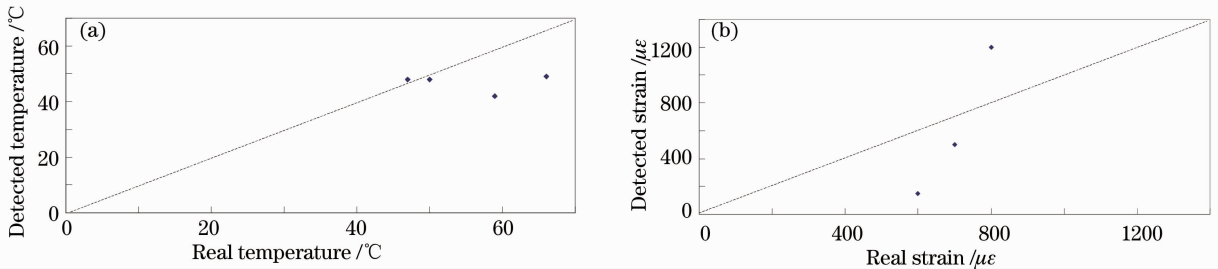 (a)
Detected temperature /℃
60
40
20
0
0 20 40 60
Real temperature /℃
(b)
Detected strain /με
1200
800
400
0
0 400 800 1200
Real strain /με